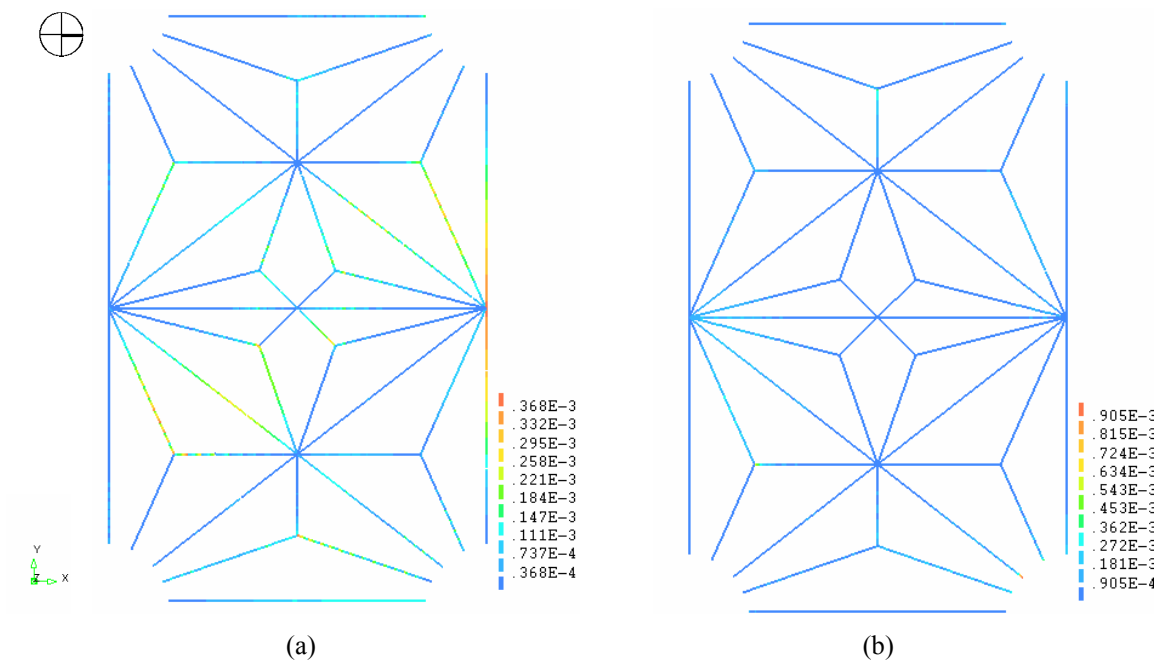 .368E-3
.332E-3
.295E-3
.258E-3
.221E-3
.184E-3
.147E-3
.111E-3
.737E-4
.368E-4
Y
Z X
(a)
.905E-3
.815E-3
.724E-3
.634E-3
.543E-3
.453E-3
.362E-3
.272E-3
.181E-3
.905E-4
(b)